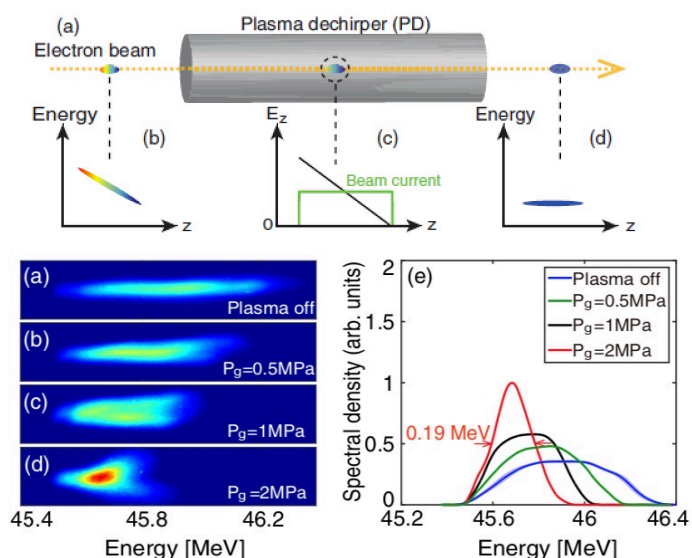 (a) Plasma dechirper (PD)
Electron beam
Energy (b)
z
E_z (c)
Beam current
0
z
Energy (d)
z
(a) Plasma off
(b) P_g=0.5MPa
(c) P_g=1MPa
(d) P_g=2MPa
45.4 45.8 46.2
Energy [MeV]
(e)
Spectral density (arb. units)
2
1.5
1
0.5
0
Plasma off
P_g=0.5MPa
P_g=1MPa
P_g=2MPa
0.19 MeV
45.2 45.6 46 46.4
Energy [MeV]